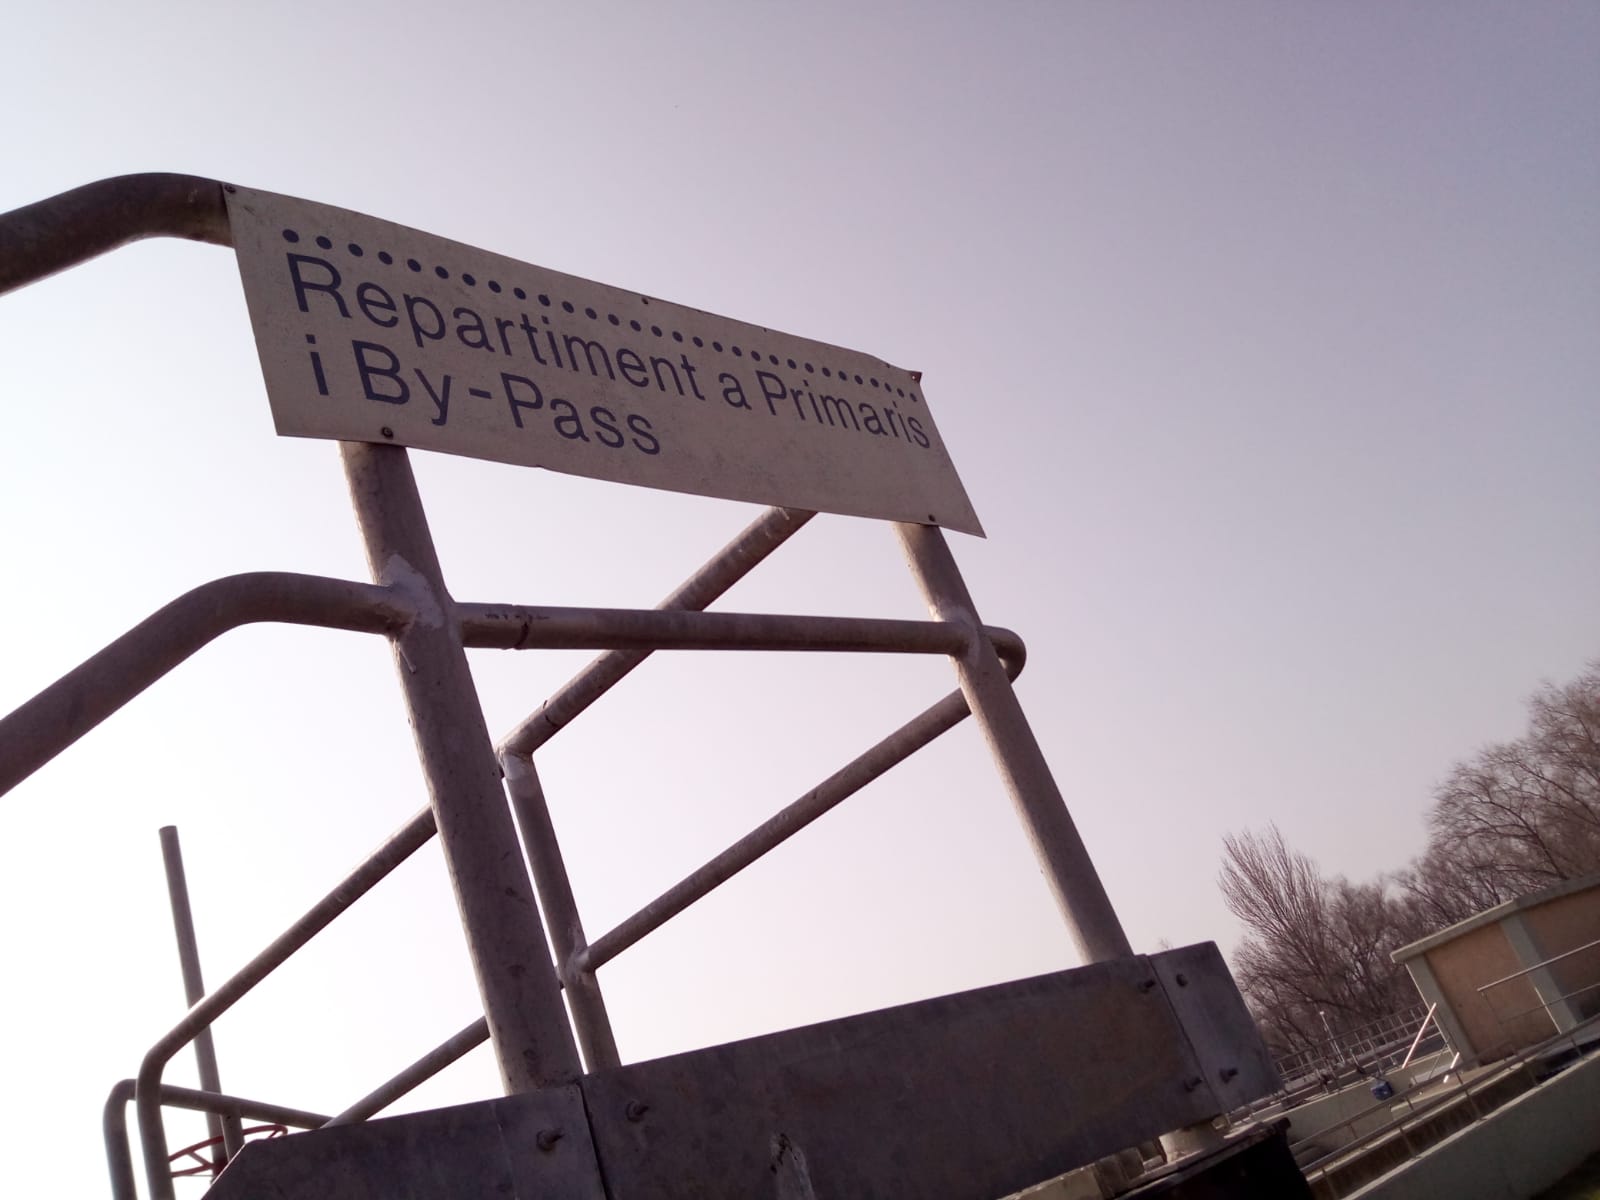 Repartiment a Primaris
i By-Pass